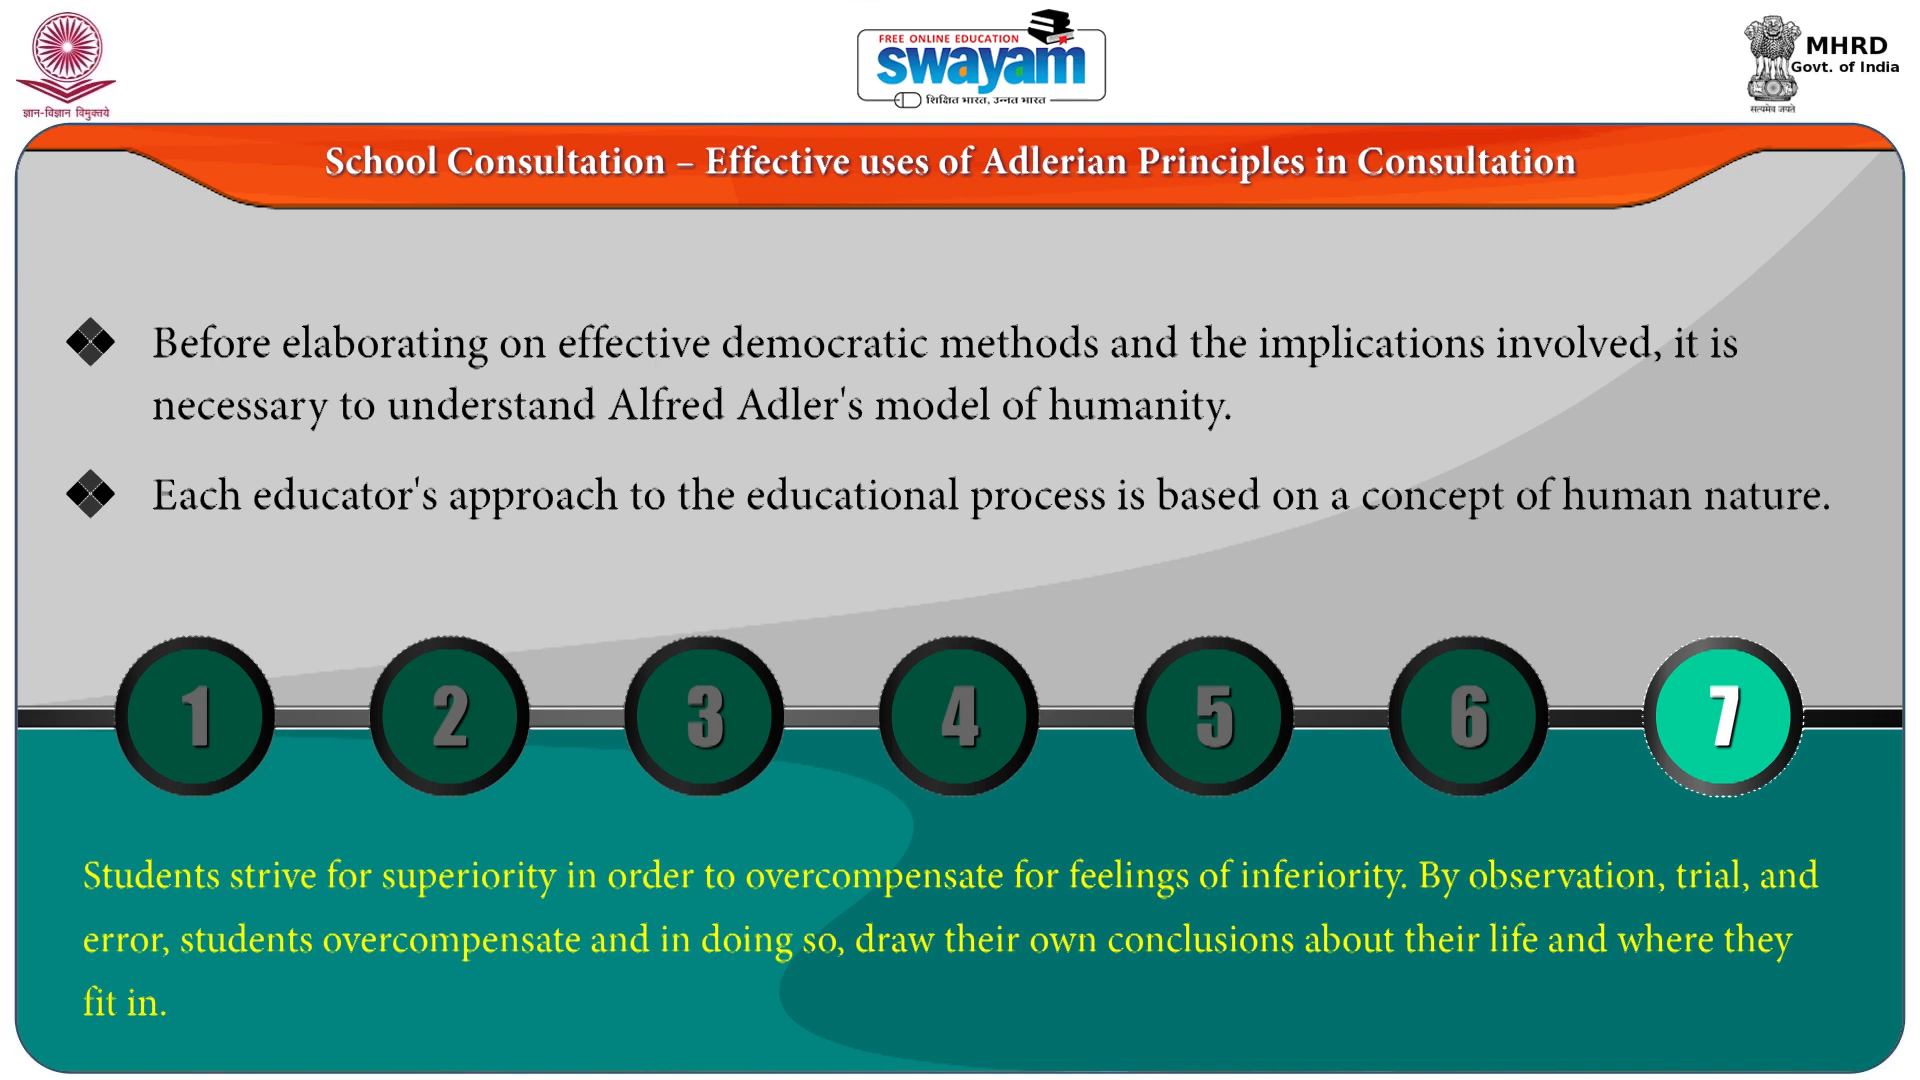 ज्ञान-विज्ञान विमुक्तये
FREE ONLINE EDUCATION
swayam
शिक्षित भारत, उन्नत भारत
MHRD
Govt. of India
सत्यमेव जयते
School Consultation – Effective uses of Adlerian Principles in Consultation
Before elaborating on effective democratic methods and the implications involved, it is
necessary to understand Alfred Adler's model of humanity.
Each educator's approach to the educational process is based on a concept of human nature.
1 2 3 4 5 6 7
Students strive for superiority in order to overcompensate for feelings of inferiority. By observation, trial, and
error, students overcompensate and in doing so, draw their own conclusions about their life and where they
fit in.